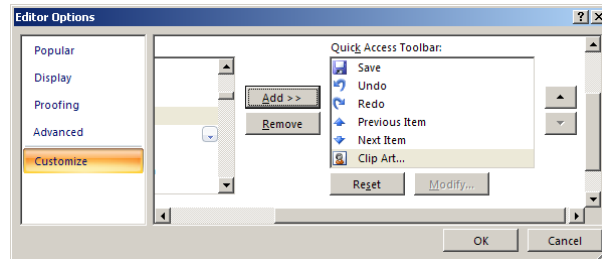 Editor Options
Popular
Display
Proofing
Advanced
Customize
Add >>
Remove
Quick Access Toolbar:
Save
Undo
Redo
Previous Item
Next Item
Clip Art...
Reset
Modify...
OK
Cancel